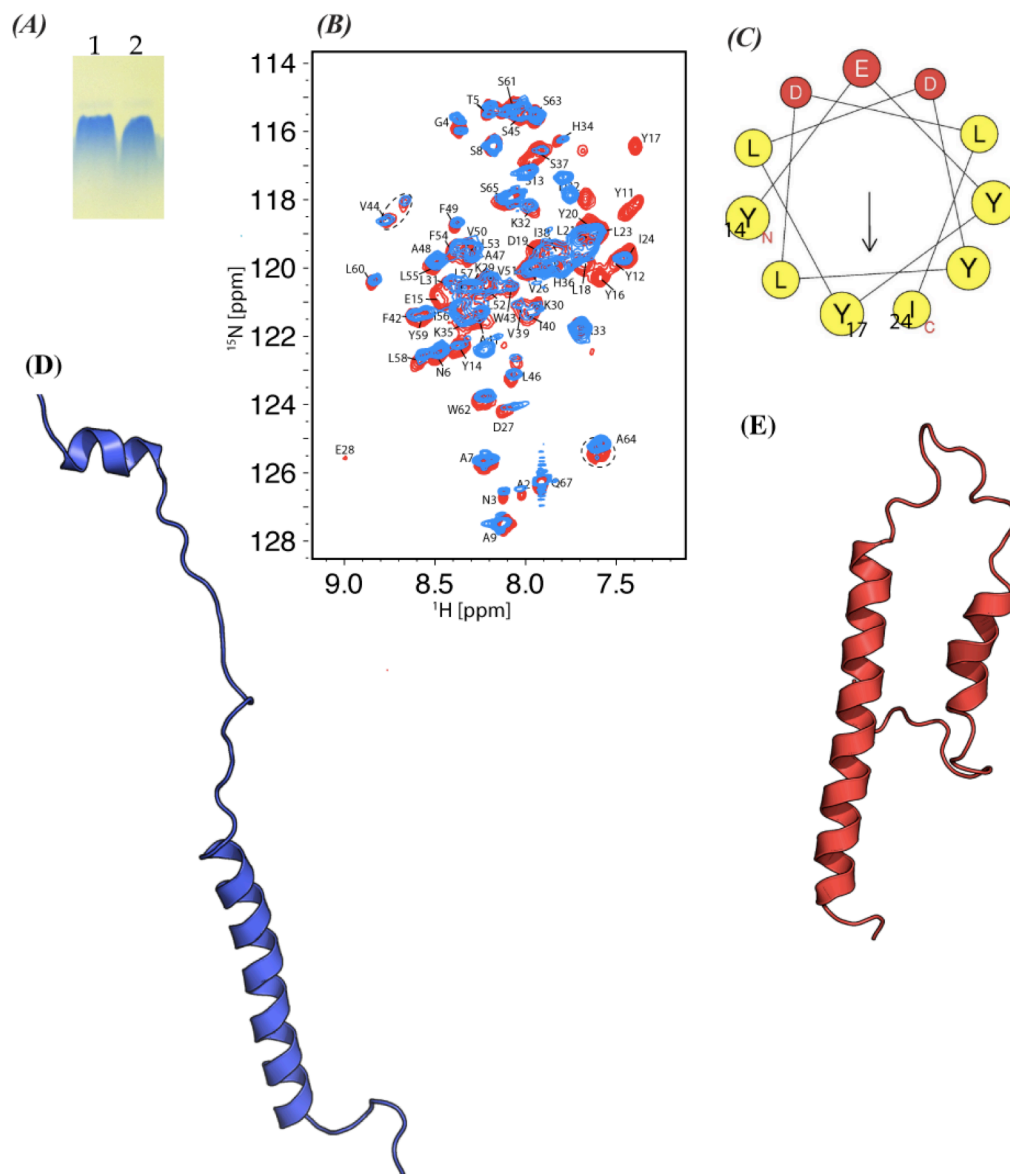 (A)
1 2
(B)
114
116
118
120
122
124
126
128
15N [ppm]
9.0 8.5 8.0 7.5
1H [ppm]
S61
T5
S63
G4
S45
H34
Y17
S8
S37
S13
S65
V44
F49
K32
Y11
Y20
V50
F54
D19
I38
L21
L23
I24
L53
A48
A47
L60
L55
K29
V51
L31
L57
V26
H36
L18
Y12
Y16
E15
L52
W43
K30
F42
I56
Y59
K35
V39
I40
L58
N6
Y14
L46
W62
D27
A64
E28
A7
A2
Q67
N3
A9
(C)
D
E
D
L
L
Y
14
N
Y
L
Y
Y
17
24
I
C
(D)
(E)